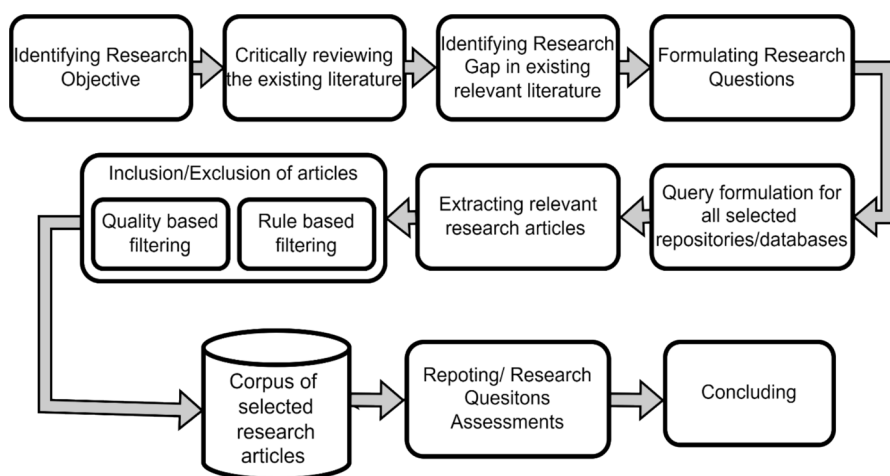 Identifying Research
Objective
Critically reviewing
the existing literature
Identifying Research
Gap in existing
relevant literature
Formulating Research
Questions
Query formulation for
all selected
repositories/databases
Extracting relevant
research articles
Inclusion/Exclusion of articles
Quality based
filtering
Rule based
filtering
Corpus of
selected
research
articles
Repoting/ Research
Quesitons
Assessments
Concluding